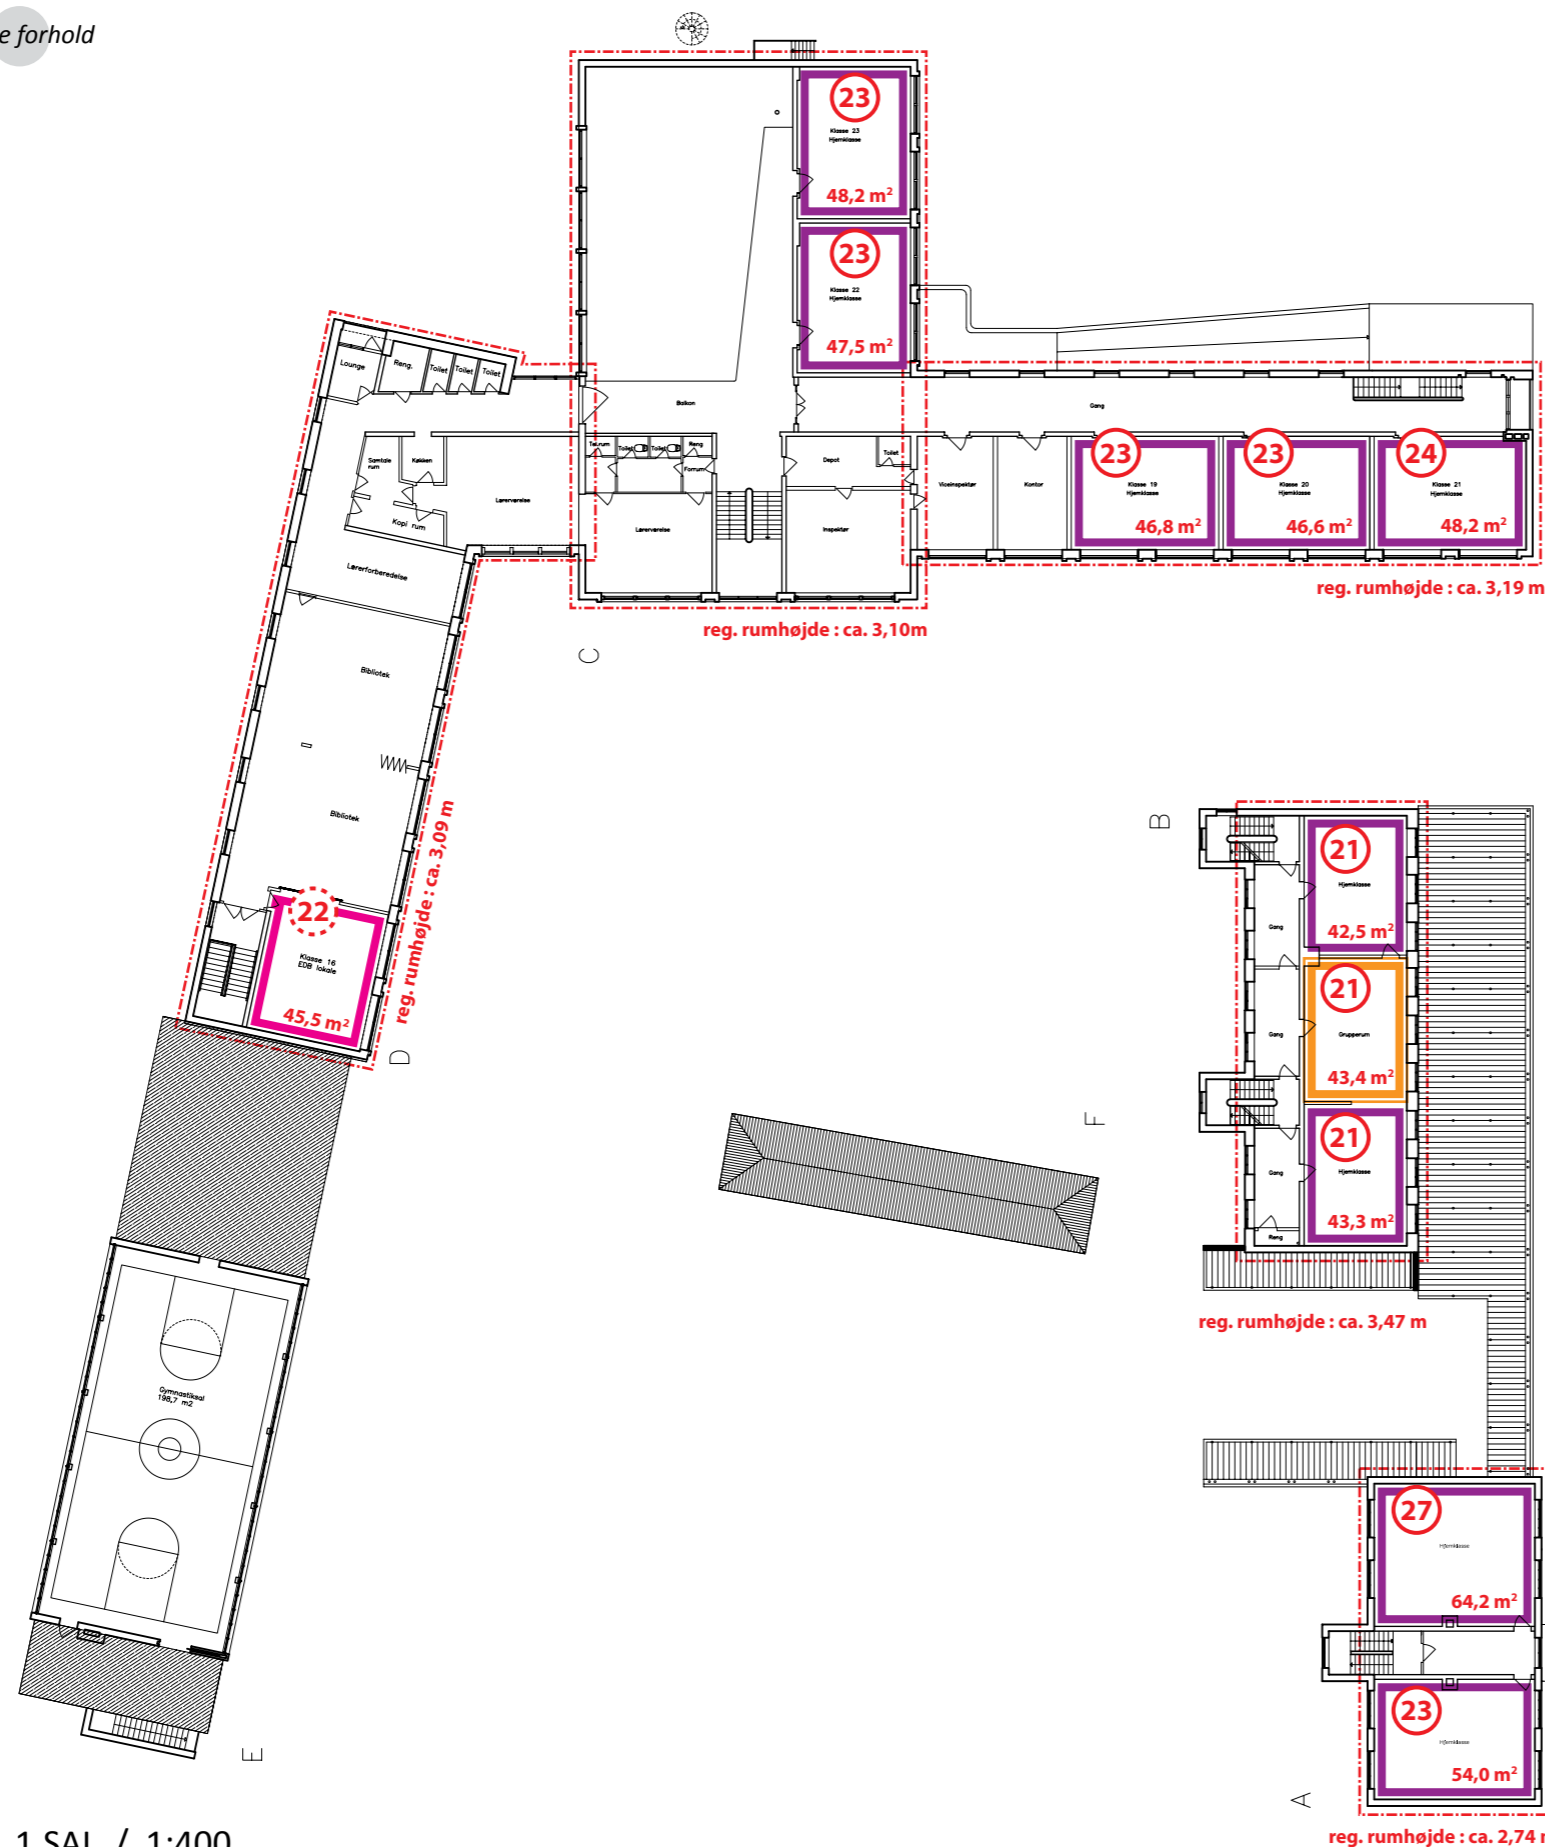 e forhold
23
Klasse 23
Hjemklasse
48,2 m²
23
Klasse 22
Hjemklasse
47,5 m²
Lounge
Reng.
Toilet
Toilet
Toilet
Balkon
Gang
Samtale
rum
Køkken
Lærerværelse
Kopi rum
Lærerforberedelse
Toilet
Toilet
Reng
Forrum
Lærerværelse
Depot
Toilet
Inspektør
Viceinspektør
Kontor
23
Klasse 19
Hjemklasse
46,8 m²
23
Klasse 20
Hjemklasse
46,6 m²
24
Klasse 21
Hjemklasse
48,2 m²
reg. rumhøjde : ca. 3,19 m
reg. rumhøjde : ca. 3,10m
C
Bibliotek
Bibliotek
reg. rumhøjde : ca. 3,09 m
22
Klasse 16
EDB lokale
45,5 m²
D
B
21
Hjemklasse
42,5 m²
Gang
21
Grupperum
43,4 m²
Gang
21
Hjemklasse
43,3 m²
Gang
Reng
F
reg. rumhøjde : ca. 3,47 m
Gymnastiksal
198,7 m2
E
27
Hjemklasse
64,2 m²
23
Hjemklasse
54,0 m²
A
reg. rumhøjde : ca. 2,74 m
1 SAL / 1:400